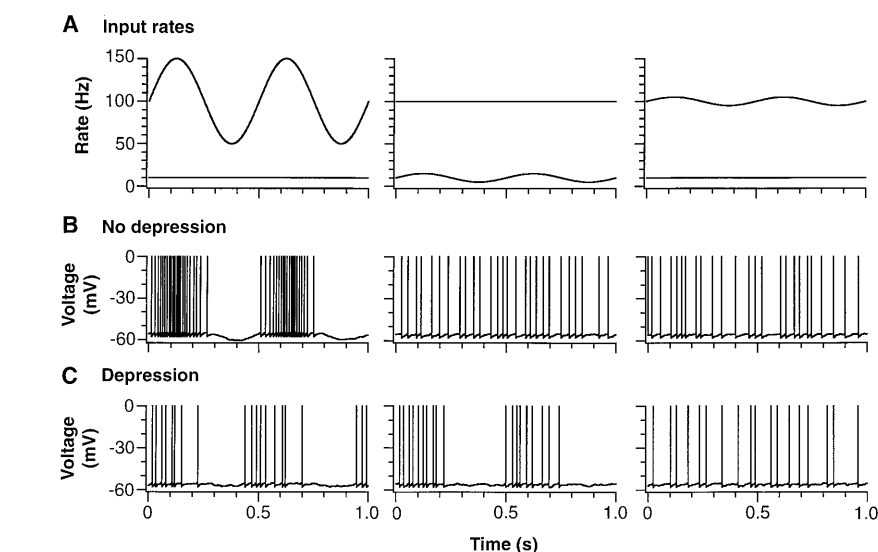 A Input rates
Rate (Hz)
150
100
50
0
B No depression
Voltage
(mV)
0
-30
-60
C Depression
Voltage
(mV)
0
-30
-60
0 0.5 1.0 0 0.5 1.0 0 0.5 1.0
Time (s)